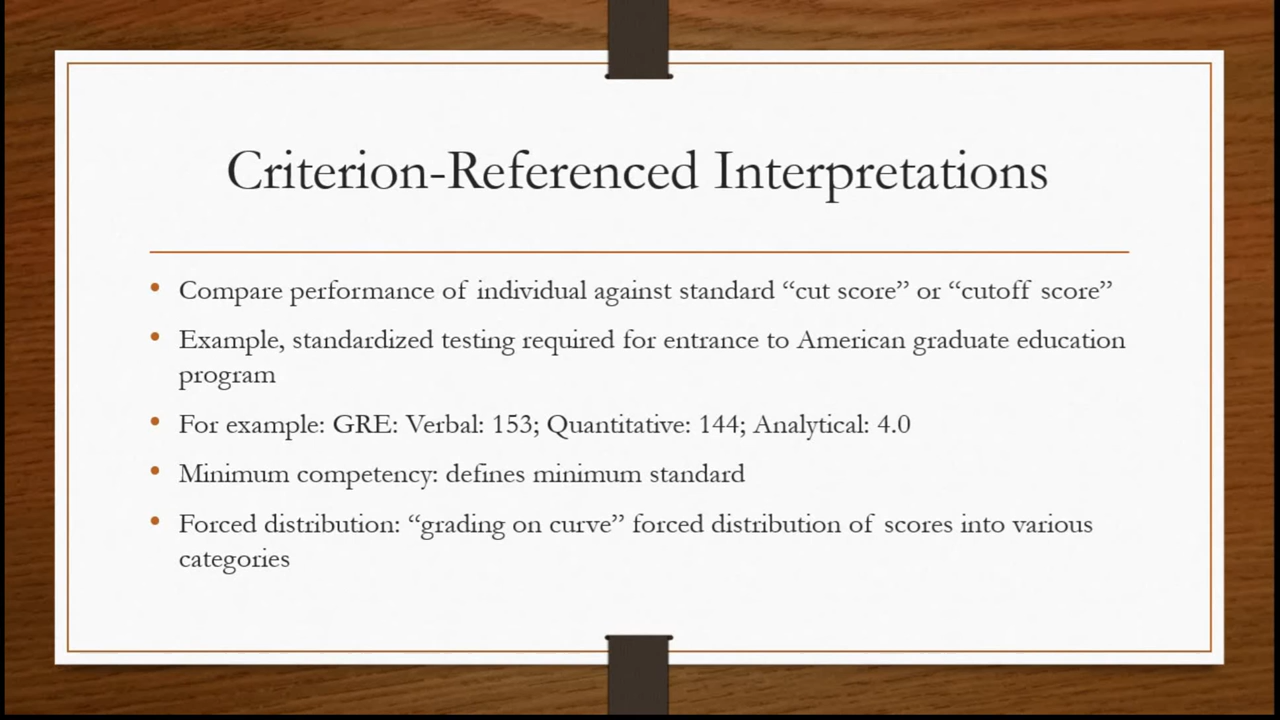 Criterion-Referenced Interpretations
• Compare performance of individual against standard “cut score” or “cutoff score”
• Example, standardized testing required for entrance to American graduate education
program
• For example: GRE: Verbal: 153; Quantitative: 144; Analytical: 4.0
• Minimum competency: defines minimum standard
• Forced distribution: “grading on curve” forced distribution of scores into various
categories